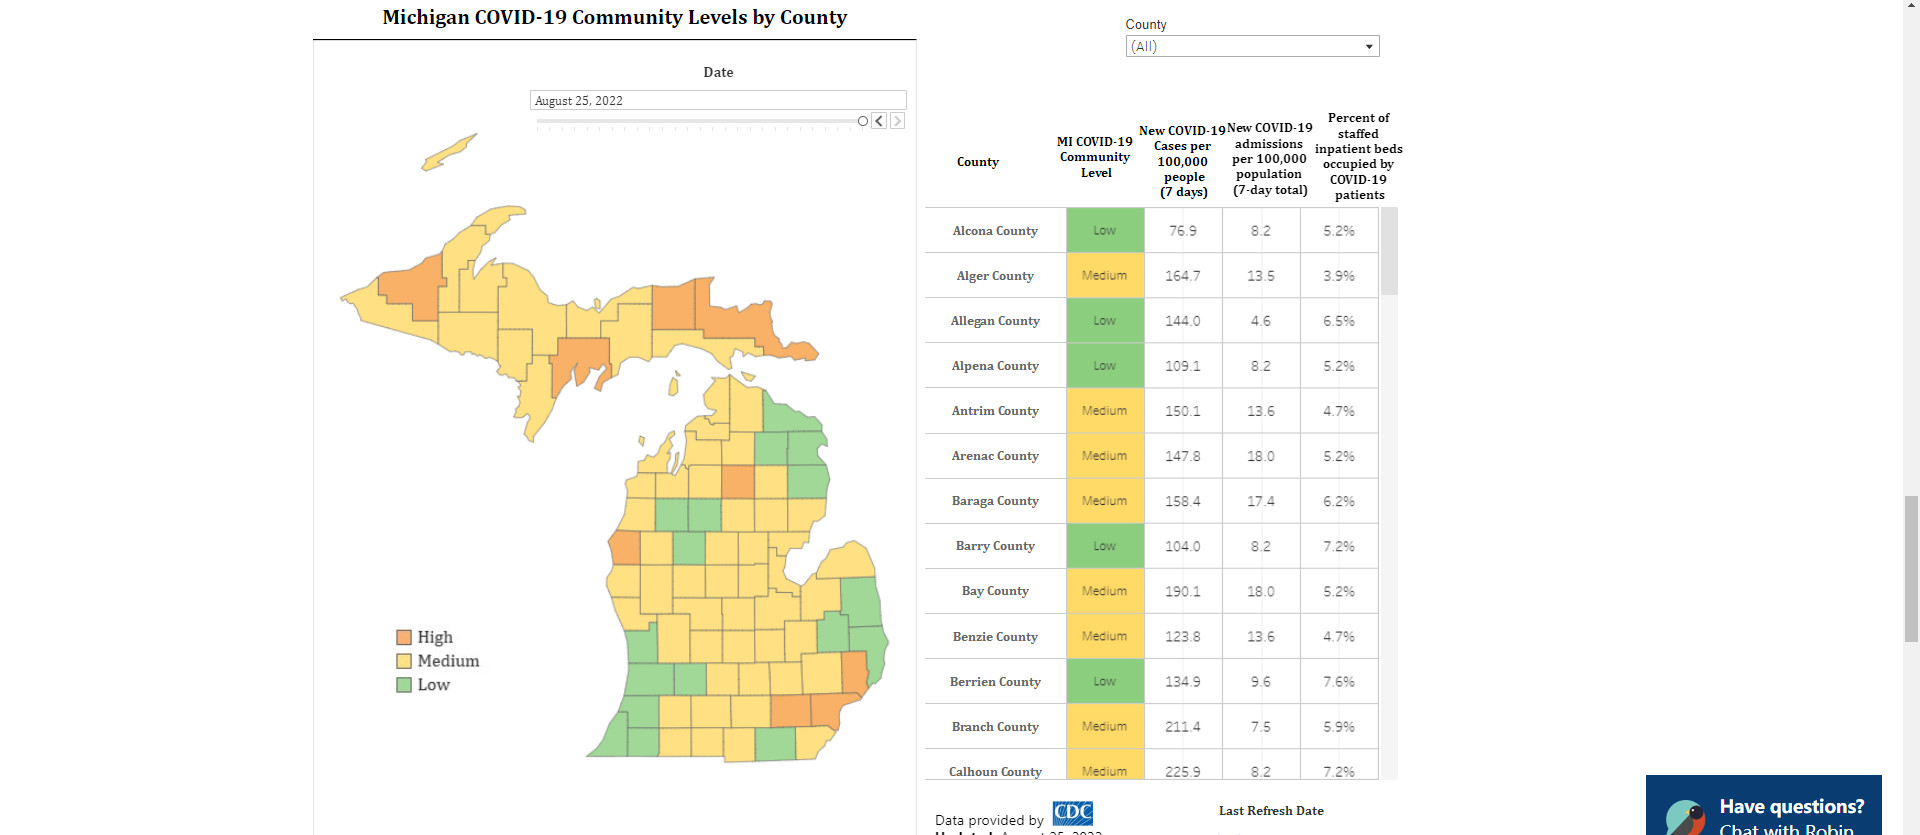 Michigan COVID-19 Community Levels by County
Date
August 25, 2022
High
Medium
Low
County
(All)
County
MI COVID-19
Community
Level
New COVID-19
Cases per
100,000
people
(7 days)
New COVID-19
admissions
per 100,000
population
(7-day total)
Percent of
staffed
inpatient beds
occupied by
COVID-19
patients
Alcona County Low 76.9 8.2 5.2%
Alger County Medium 164.7 13.5 3.9%
Allegan County Low 144.0 4.6 6.5%
Alpena County Low 109.1 8.2 5.2%
Antrim County Medium 150.1 13.6 4.7%
Arenac County Medium 147.8 18.0 5.2%
Baraga County Medium 158.4 17.4 6.2%
Barry County Low 104.0 8.2 7.2%
Bay County Medium 190.1 18.0 5.2%
Benzie County Medium 123.8 13.6 4.7%
Berrien County Low 134.9 9.6 7.6%
Branch County Medium 211.4 7.5 5.9%
Calhoun County Medium 225.9 8.2 7.2%
Data provided by CDC
Last Refresh Date
Have questions?
Chat with Robin